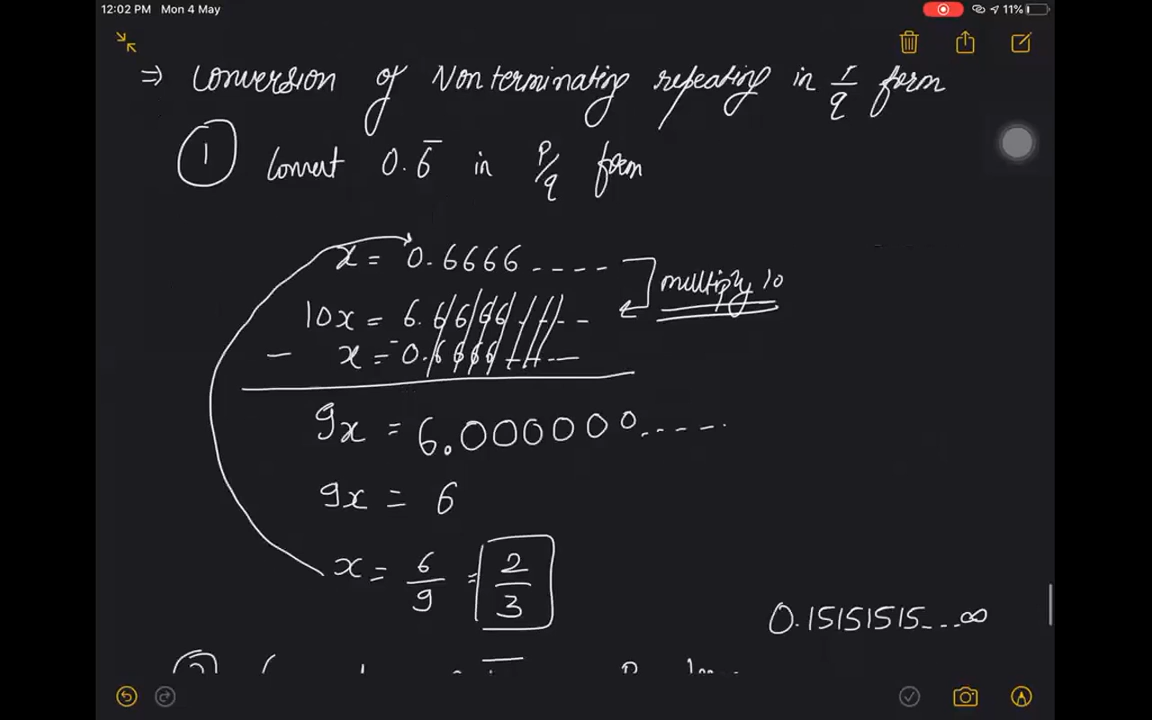 12:02 PM Mon 4 May
11%
⇒ Conversion of Non terminating repeating in P/q form
① Convert 0.6̅ in P/q form
x = 0.6666 ----
multiply 10
10x = 6.6666 ----
− x = -0.6666 ----
9x = 6.000000 .----
9x = 6
x = 6/9 = 2/3
0.15151515--..∞
②